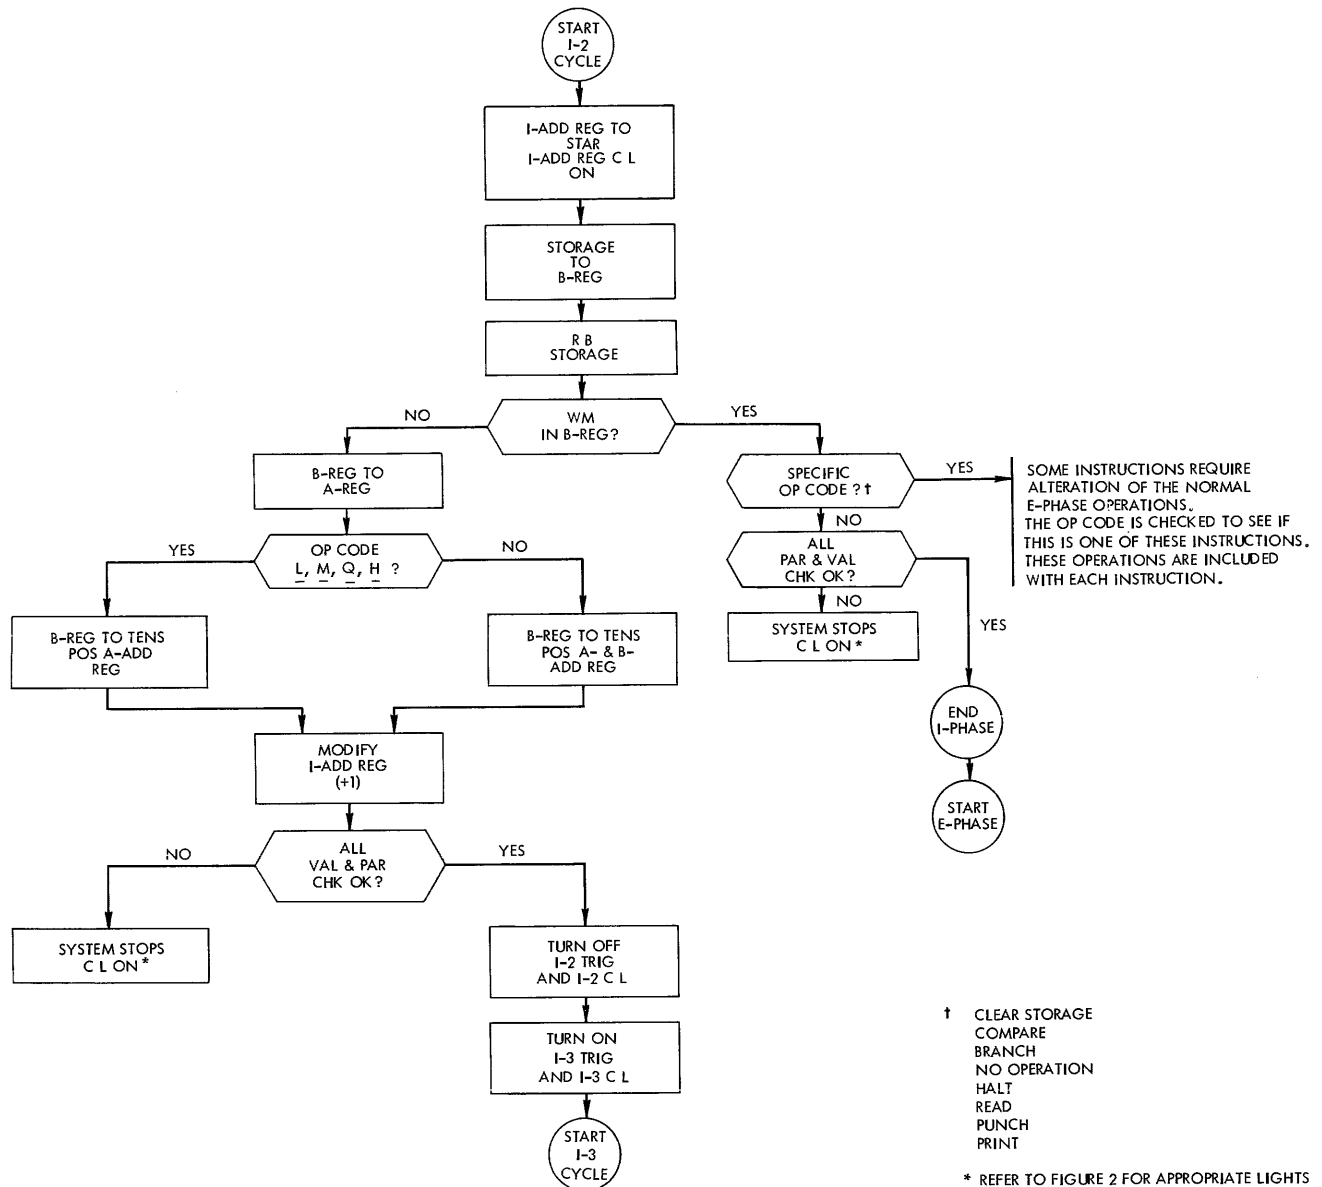 START
I-2
CYCLE
I-ADD REG TO
STAR
I-ADD REG C L
ON
STORAGE
TO
B-REG
R B
STORAGE
NO
WM
IN B-REG?
YES
B-REG TO
A-REG
SPECIFIC
OP CODE ?†
YES
SOME INSTRUCTIONS REQUIRE
ALTERATION OF THE NORMAL
E-PHASE OPERATIONS.
THE OP CODE IS CHECKED TO SEE IF
THIS IS ONE OF THESE INSTRUCTIONS.
THESE OPERATIONS ARE INCLUDED
WITH EACH INSTRUCTION.
NO
YES
OP CODE
L, M, Q, H ?
NO
ALL
PAR & VAL
CHK OK?
NO
YES
B-REG TO TENS
POS A-ADD
REG
B-REG TO TENS
POS A- & B-
ADD REG
SYSTEM STOPS
C L ON*
END
I-PHASE
MODIFY
I-ADD REG
(+1)
START
E-PHASE
NO
ALL
VAL & PAR
CHK OK?
YES
SYSTEM STOPS
C L ON*
TURN OFF
I-2 TRIG
AND I-2 C L
TURN ON
I-3 TRIG
AND I-3 C L
START
I-3
CYCLE
† CLEAR STORAGE
COMPARE
BRANCH
NO OPERATION
HALT
READ
PUNCH
PRINT
* REFER TO FIGURE 2 FOR APPROPRIATE LIGHTS